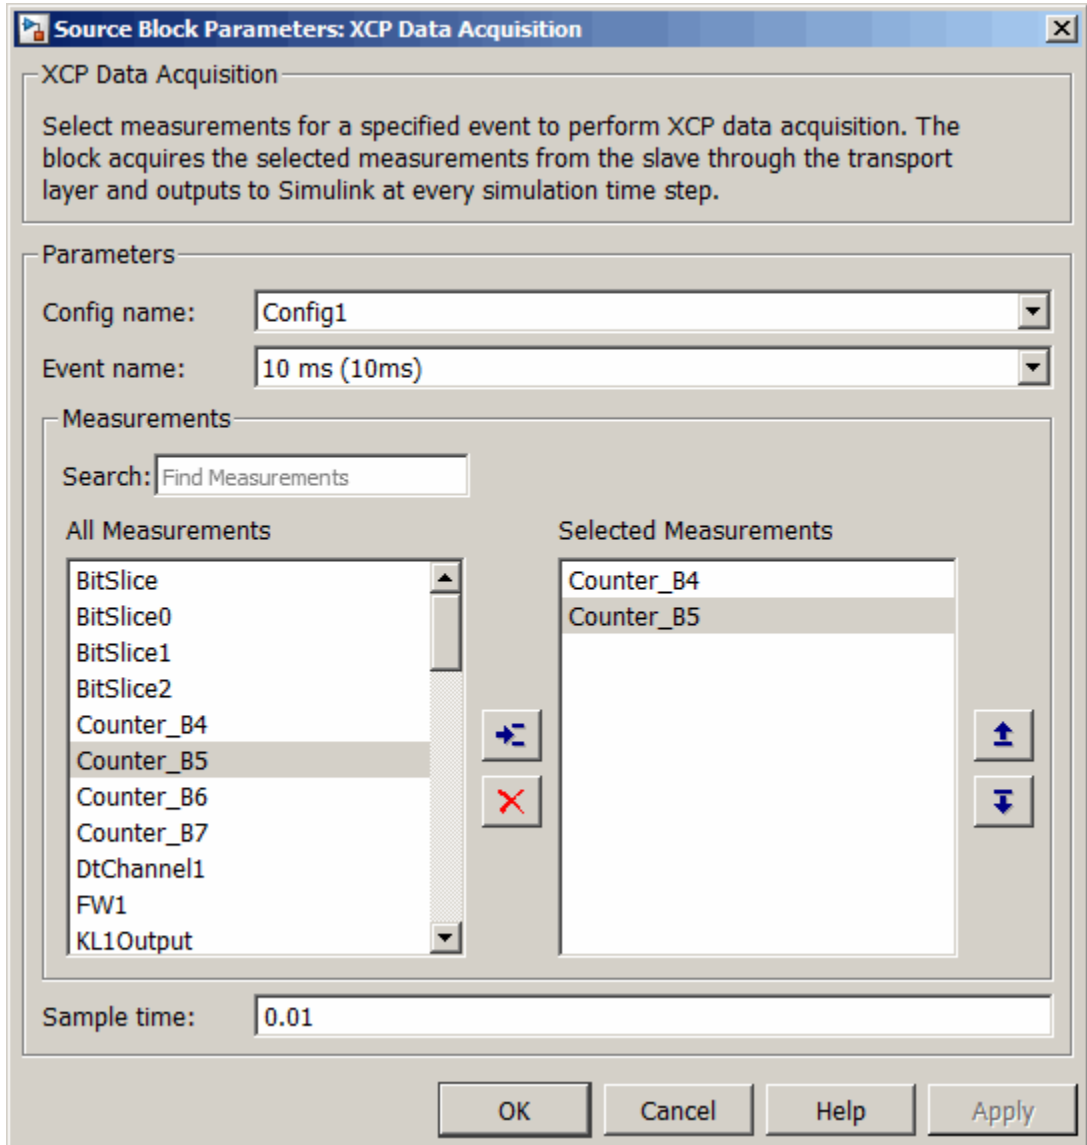 Source Block Parameters: XCP Data Acquisition
XCP Data Acquisition
Select measurements for a specified event to perform XCP data acquisition. The
block acquires the selected measurements from the slave through the transport
layer and outputs to Simulink at every simulation time step.
Parameters
Config name: Config1
Event name: 10 ms (10ms)
Measurements
Search: Find Measurements
All Measurements
BitSlice
BitSlice0
BitSlice1
BitSlice2
Counter_B4
Counter_B5
Counter_B6
Counter_B7
DtChannel1
FW1
KL1Output
Selected Measurements
Counter_B4
Counter_B5
Sample time: 0.01
OK Cancel Help Apply